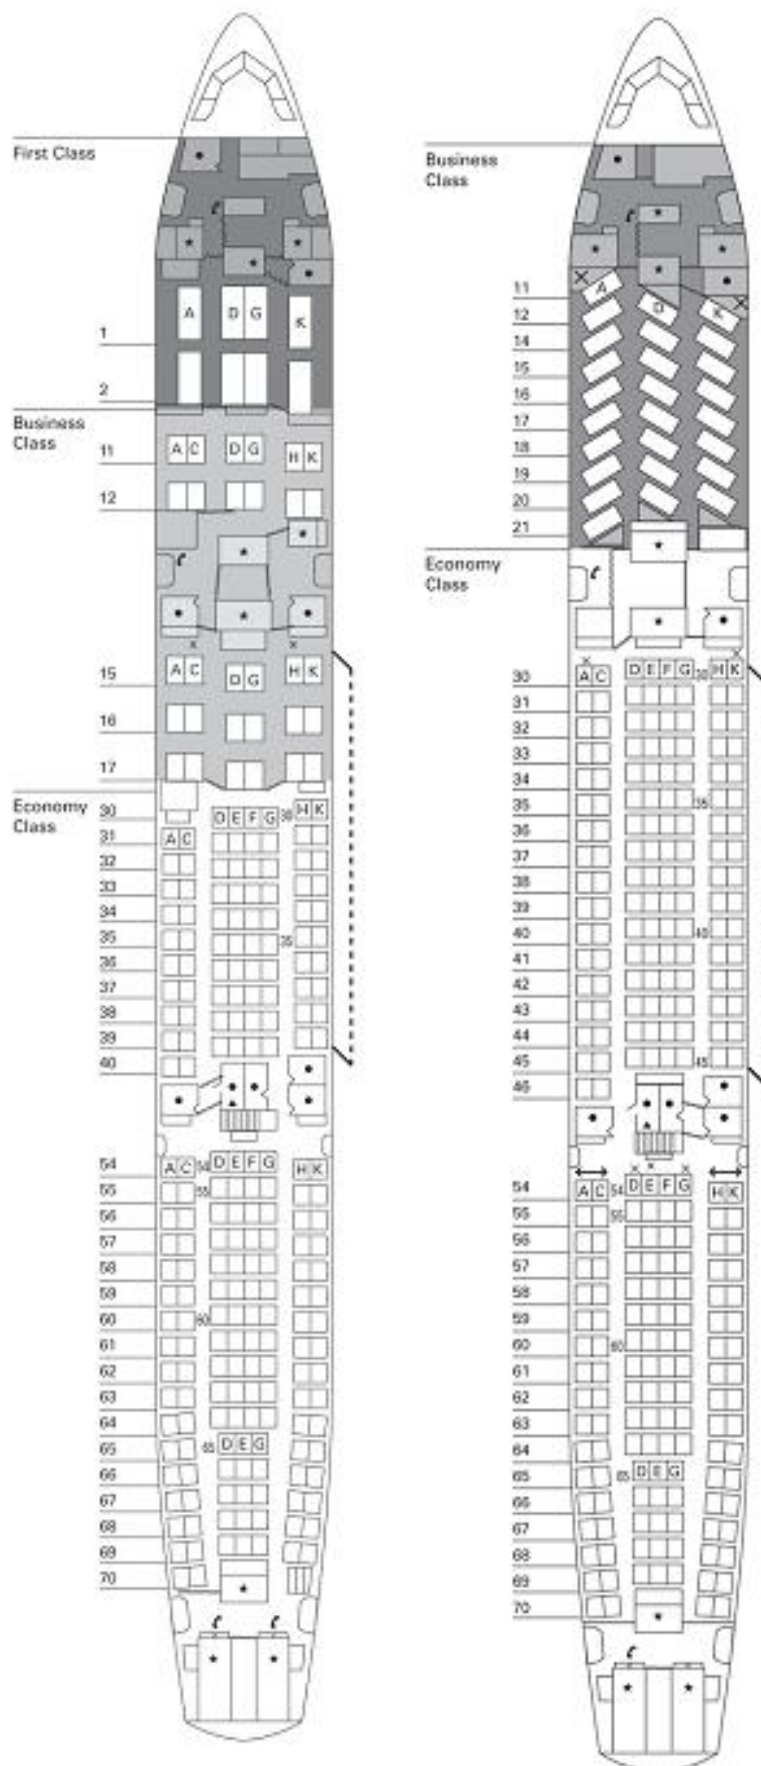 First Class
A
D G
K
1
2
Business
Class
11
A C
D G
H K
12
15
A C
D G
H K
16
17
Economy
Class
30
D E F G
30
H K
31
A C
32
33
34
35
35
36
37
38
39
40
54
A C
54
D E F G
H K
55
55
56
57
58
59
60
60
61
62
63
64
65
65
D E G
66
67
68
69
70
Business
Class
11
A
12
D
K
14
15
16
17
18
19
20
21
Economy
Class
30
A C
D E F G
30
H K
31
32
33
34
35
35
36
37
38
39
40
40
41
42
43
44
45
45
46
54
A C
54
D E F G
H K
55
55
56
57
58
59
60
60
61
62
63
64
65
65
D E G
66
67
68
69
70